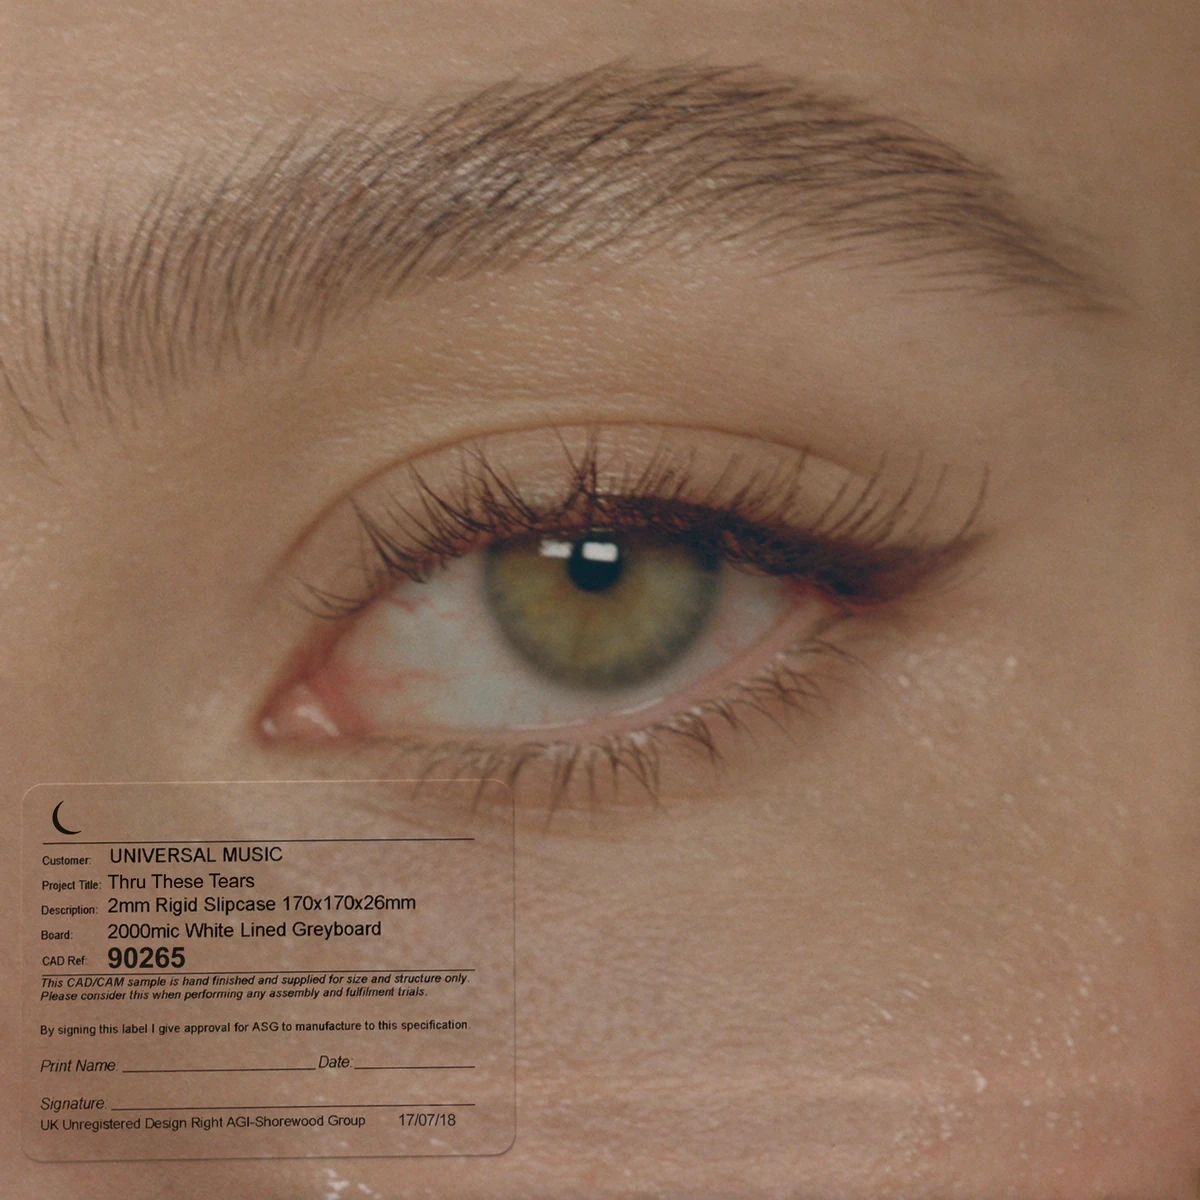 Customer: UNIVERSAL MUSIC
Project Title: Thru These Tears
Description: 2mm Rigid Slipcase 170x170x26mm
Board: 2000mic White Lined Greyboard
CAD Ref: 90265
This CAD/CAM sample is hand finished and supplied for size and structure only.
Please consider this when performing any assembly and fulfilment trials.
By signing this label I give approval for ASG to manufacture to this specification.
Print Name: Date:
Signature:
UK Unregistered Design Right AGI-Shorewood Group 17/07/18